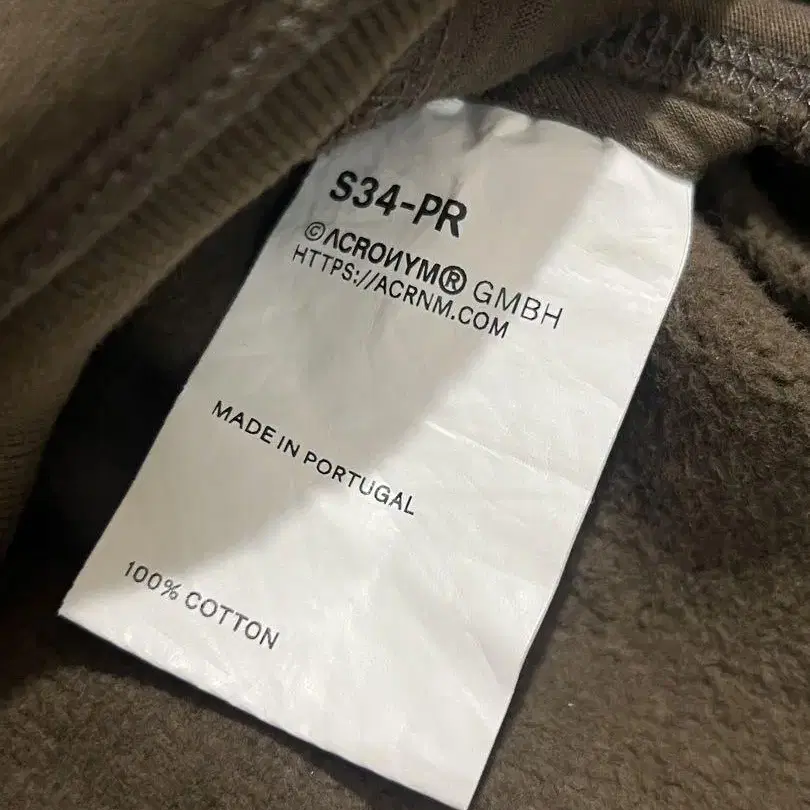 S34-PR
©ACRONYM® GMBH
HTTPS://ACRNM.COM
MADE IN PORTUGAL
100% COTTON